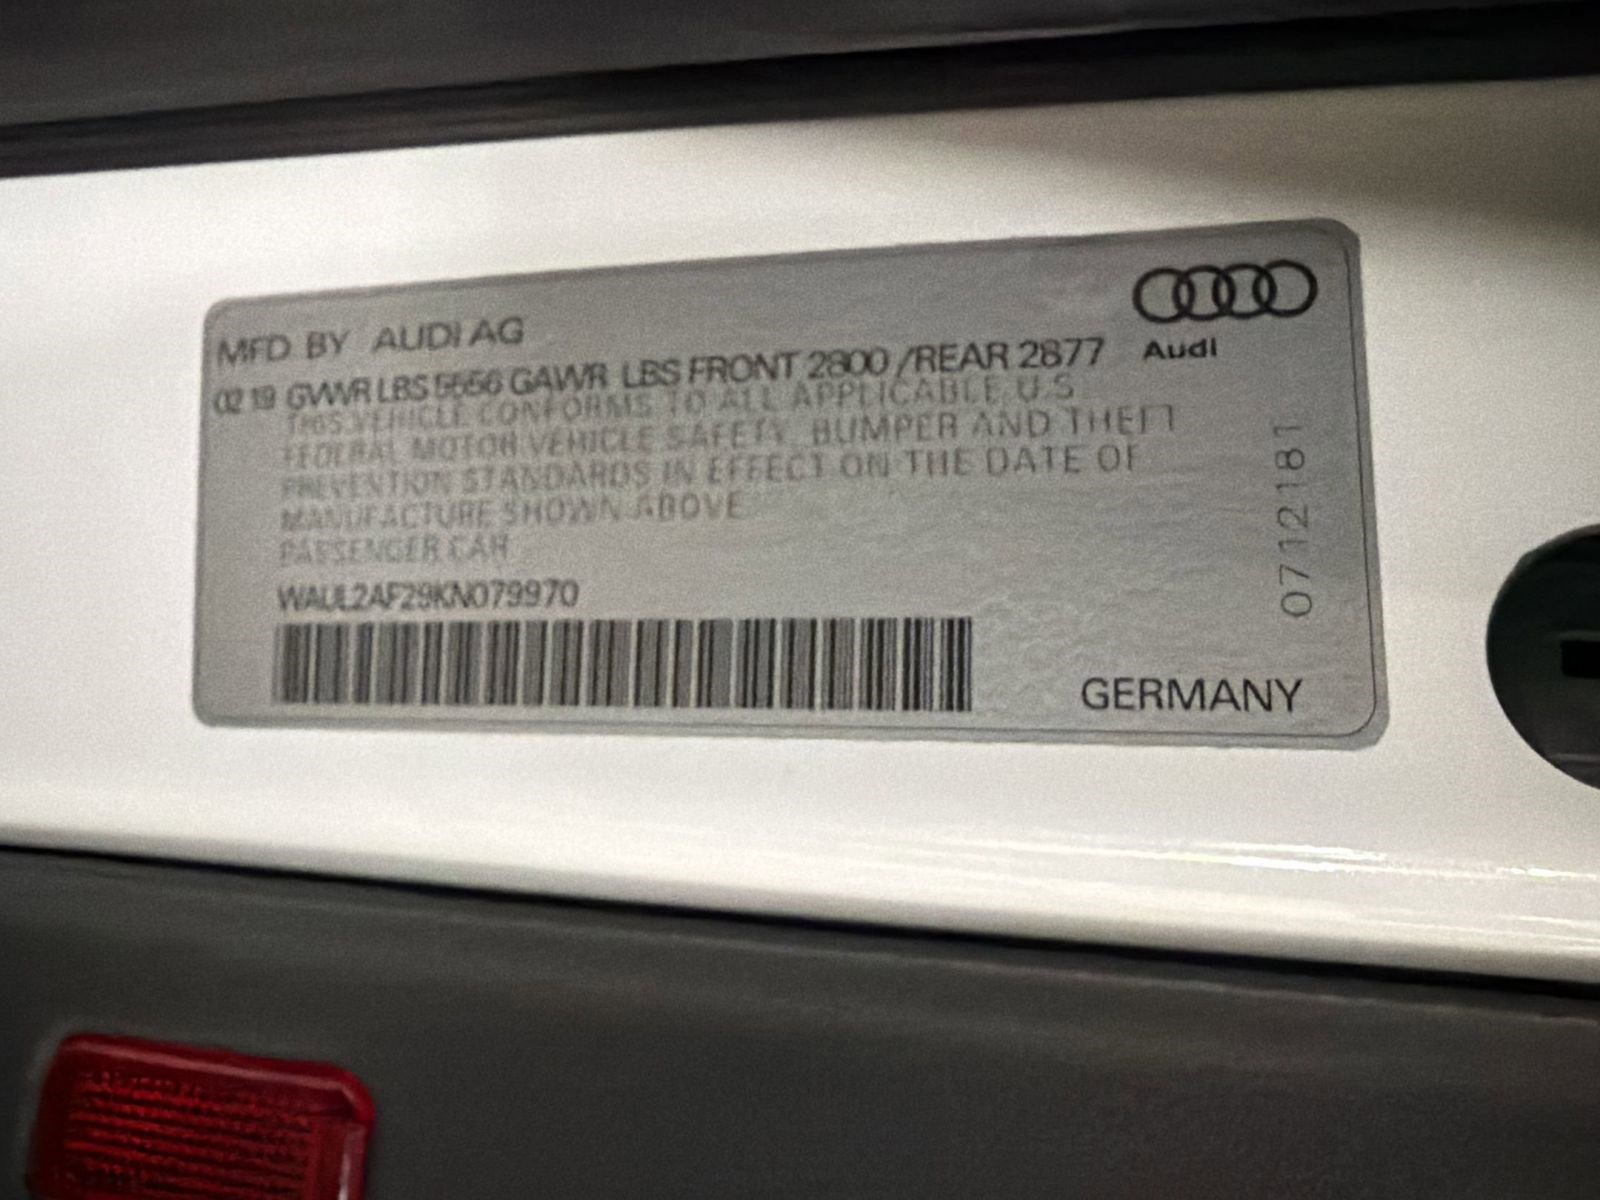 MFD BY AUDI AG
Audi
02 19 GVWR LBS 5556 GAWR LBS FRONT 2800 /REAR 2877
THIS VEHICLE CONFORMS TO ALL APPLICABLE U.S
FEDERAL MOTOR VEHICLE SAFETY, BUMPER AND THEFT
PREVENTION STANDARDS IN EFFECT ON THE DATE OF
MANUFACTURE SHOWN ABOVE
PASSENGER CAR
WAUL2AF29KN079970
0712181
GERMANY